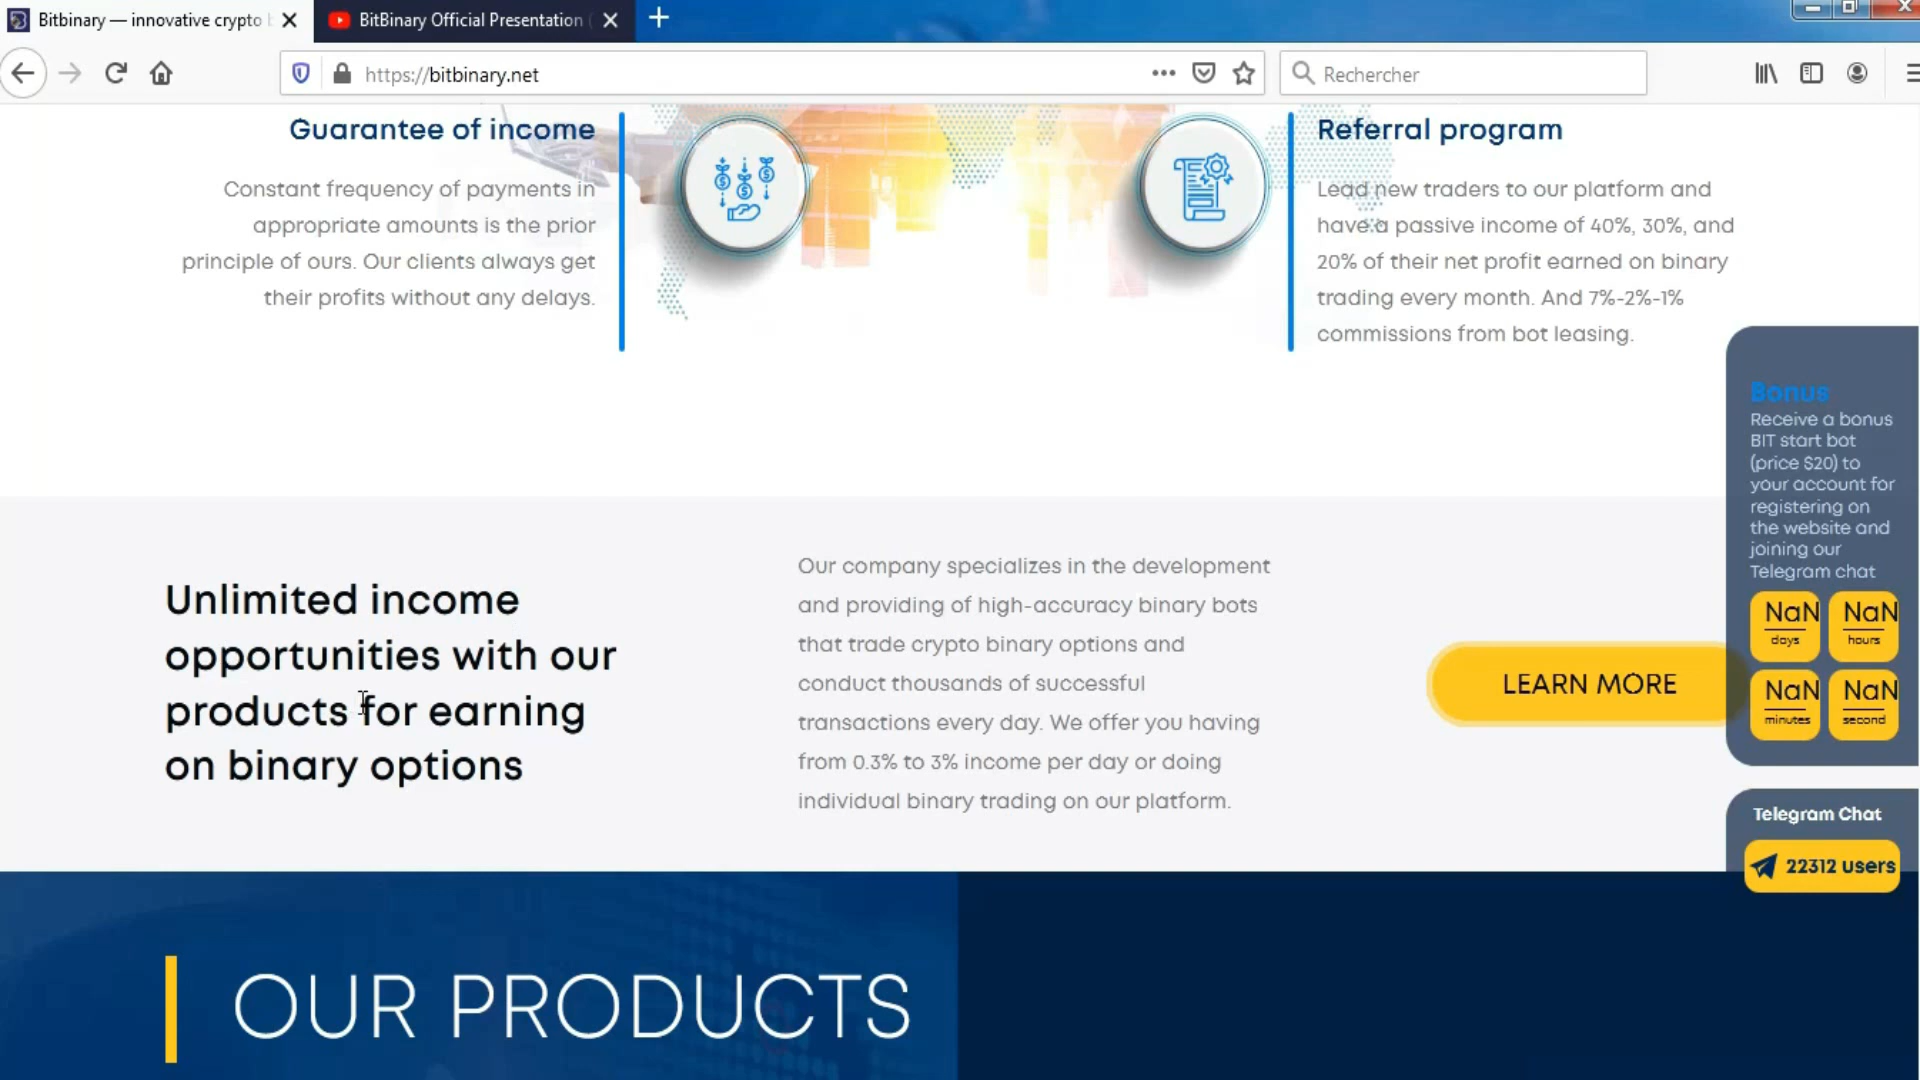 Bitbinary — innovative crypto
BitBinary Official Presentation
https://bitbinary.net
Rechercher
Guarantee of income
Constant frequency of payments in
appropriate amounts is the prior
principle of ours. Our clients always get
their profits without any delays.
Referral program
Lead new traders to our platform and
have a passive income of 40%, 30%, and
20% of their net profit earned on binary
trading every month. And 7%-2%-1%
commissions from bot leasing.
Unlimited income
opportunities with our
products for earning
on binary options
Our company specializes in the development
and providing of high-accuracy binary bots
that trade crypto binary options and
conduct thousands of successful
transactions every day. We offer you having
from 0.3% to 3% income per day or doing
individual binary trading on our platform.
LEARN MORE
Bonus
Receive a bonus
BIT start bot
(price $20) to
your account for
registering on
the website and
joining our
Telegram chat
NaN NaN
days hours
NaN NaN
minutes second
Telegram Chat
22312 users
OUR PRODUCTS